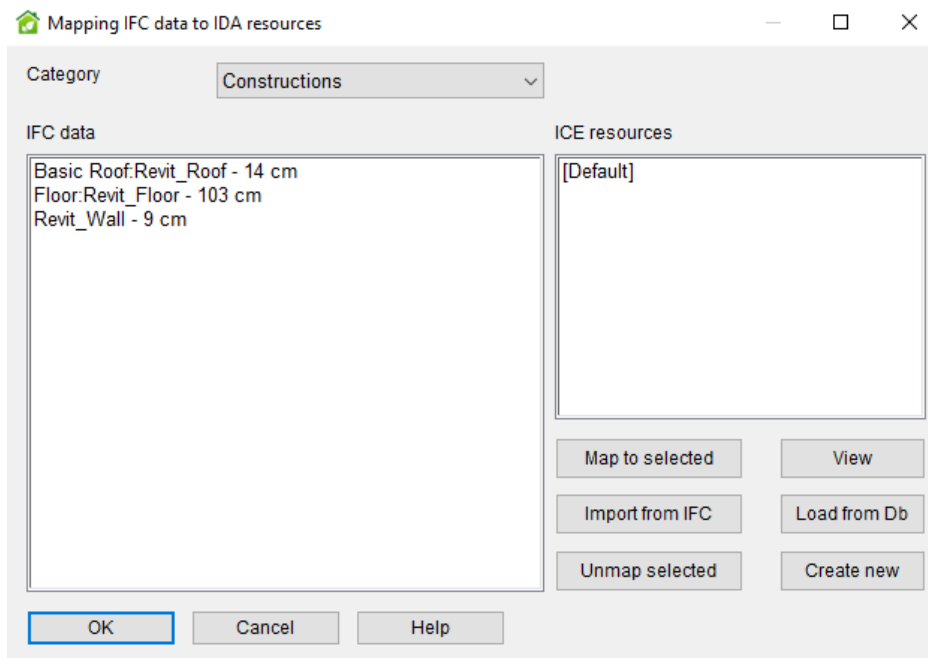 Mapping IFC data to IDA resources
Category
Constructions
IFC data
ICE resources
Basic Roof:Revit_Roof - 14 cm
Floor:Revit_Floor - 103 cm
Revit_Wall - 9 cm
[Default]
Map to selected
View
Import from IFC
Load from Db
Unmap selected
Create new
OK
Cancel
Help